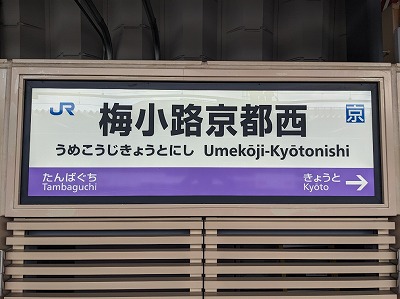 JR
京
梅小路京都西
うめこうじきょうとにし Umekōji-Kyōtonishi
たんばぐち きょうと
Tambaguchi Kyōto →